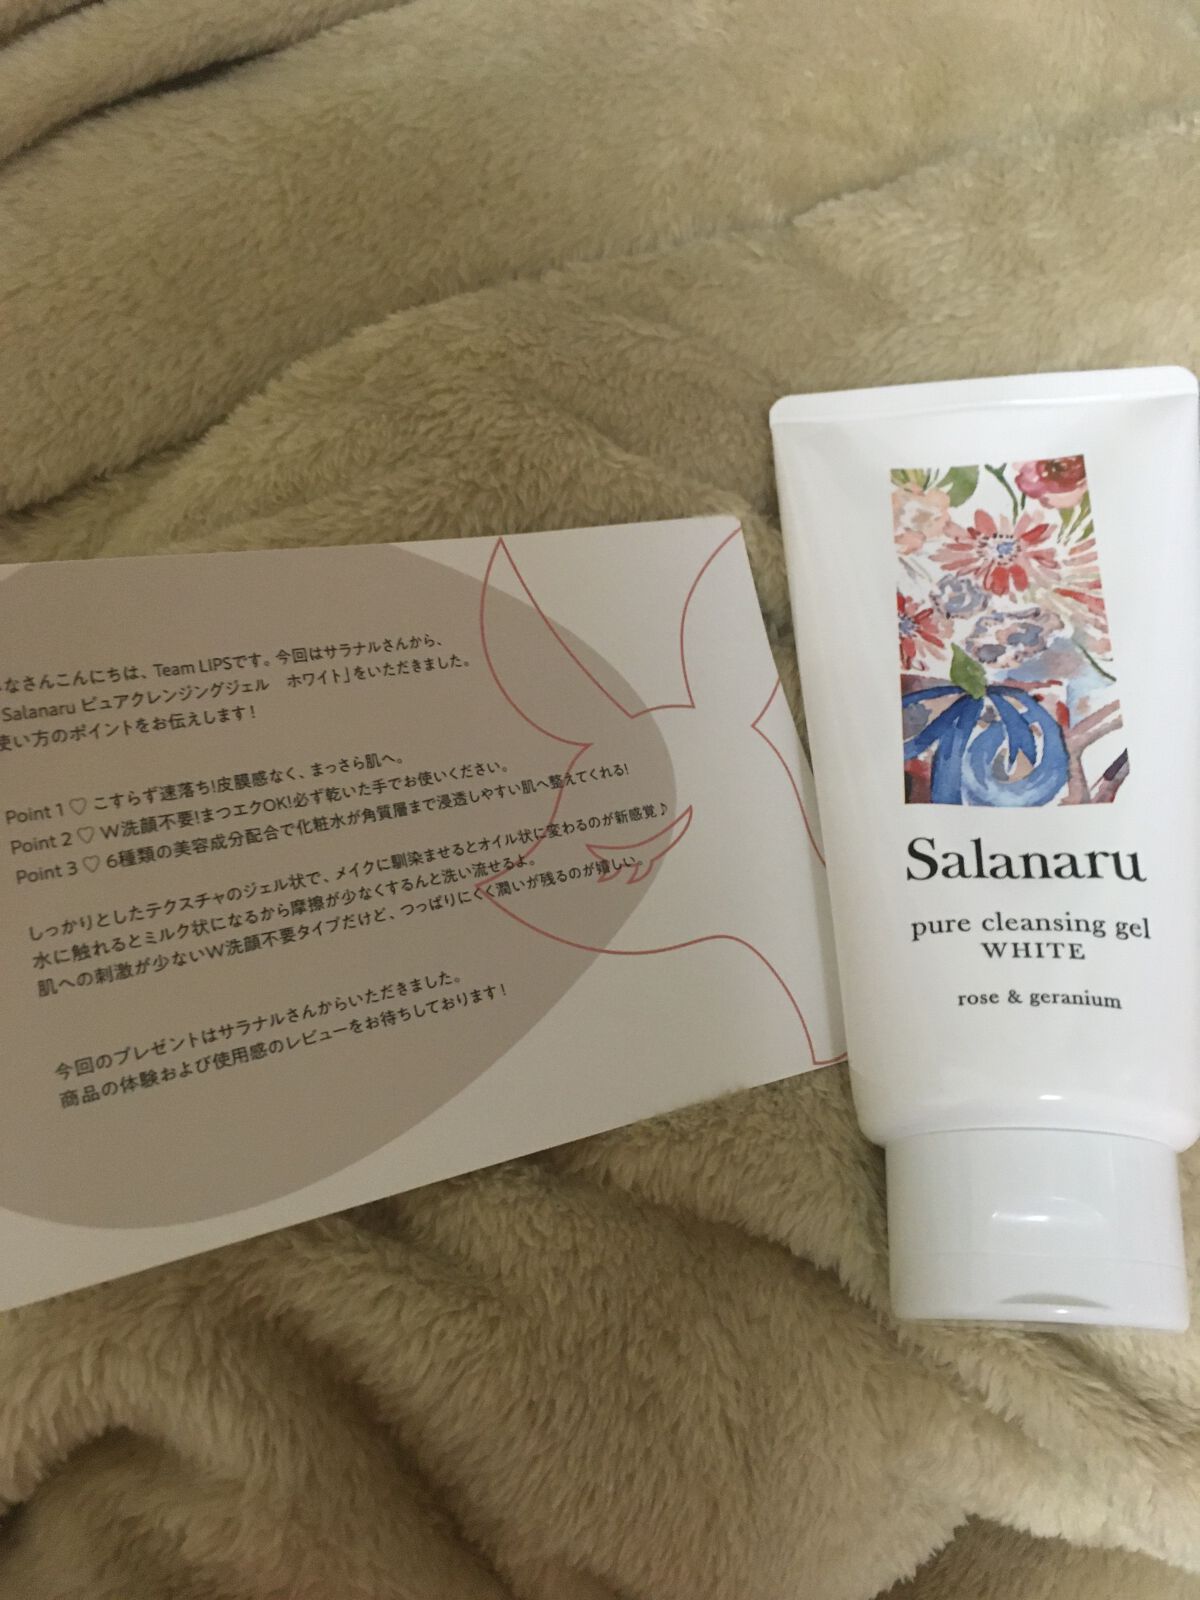 なさんこんにちは、Team LIPSです。今回はサラナルさんから、
Salanaru ピュアクレンジングジェル　ホワイト」をいただきました。
使い方のポイントをお伝えします！
Point 1 ♡ こすらず速落ち!皮膜感なく、まっさら肌へ。
Point 2 ♡ W洗顔不要!まつエクOK!必ず乾いた手でお使いください。
Point 3 ♡ 6種類の美容成分配合で化粧水が角質層まで浸透しやすい肌へ整えてくれる!
しっかりとしたテクスチャのジェル状で、メイクに馴染ませるとオイル状に変わるのが新感覚♪
水に触れるとミルク状になるから摩擦が少なくするんと洗い流せるよ。
肌への刺激が少ないW洗顔不要タイプだけど、つっぱりにくく潤いが残るのが嬉しい。
今回のプレゼントはサラナルさんからいただきました。
商品の体験および使用感のレビューをお待ちしております！
Salanaru
pure cleansing gel
WHITE
rose & geranium